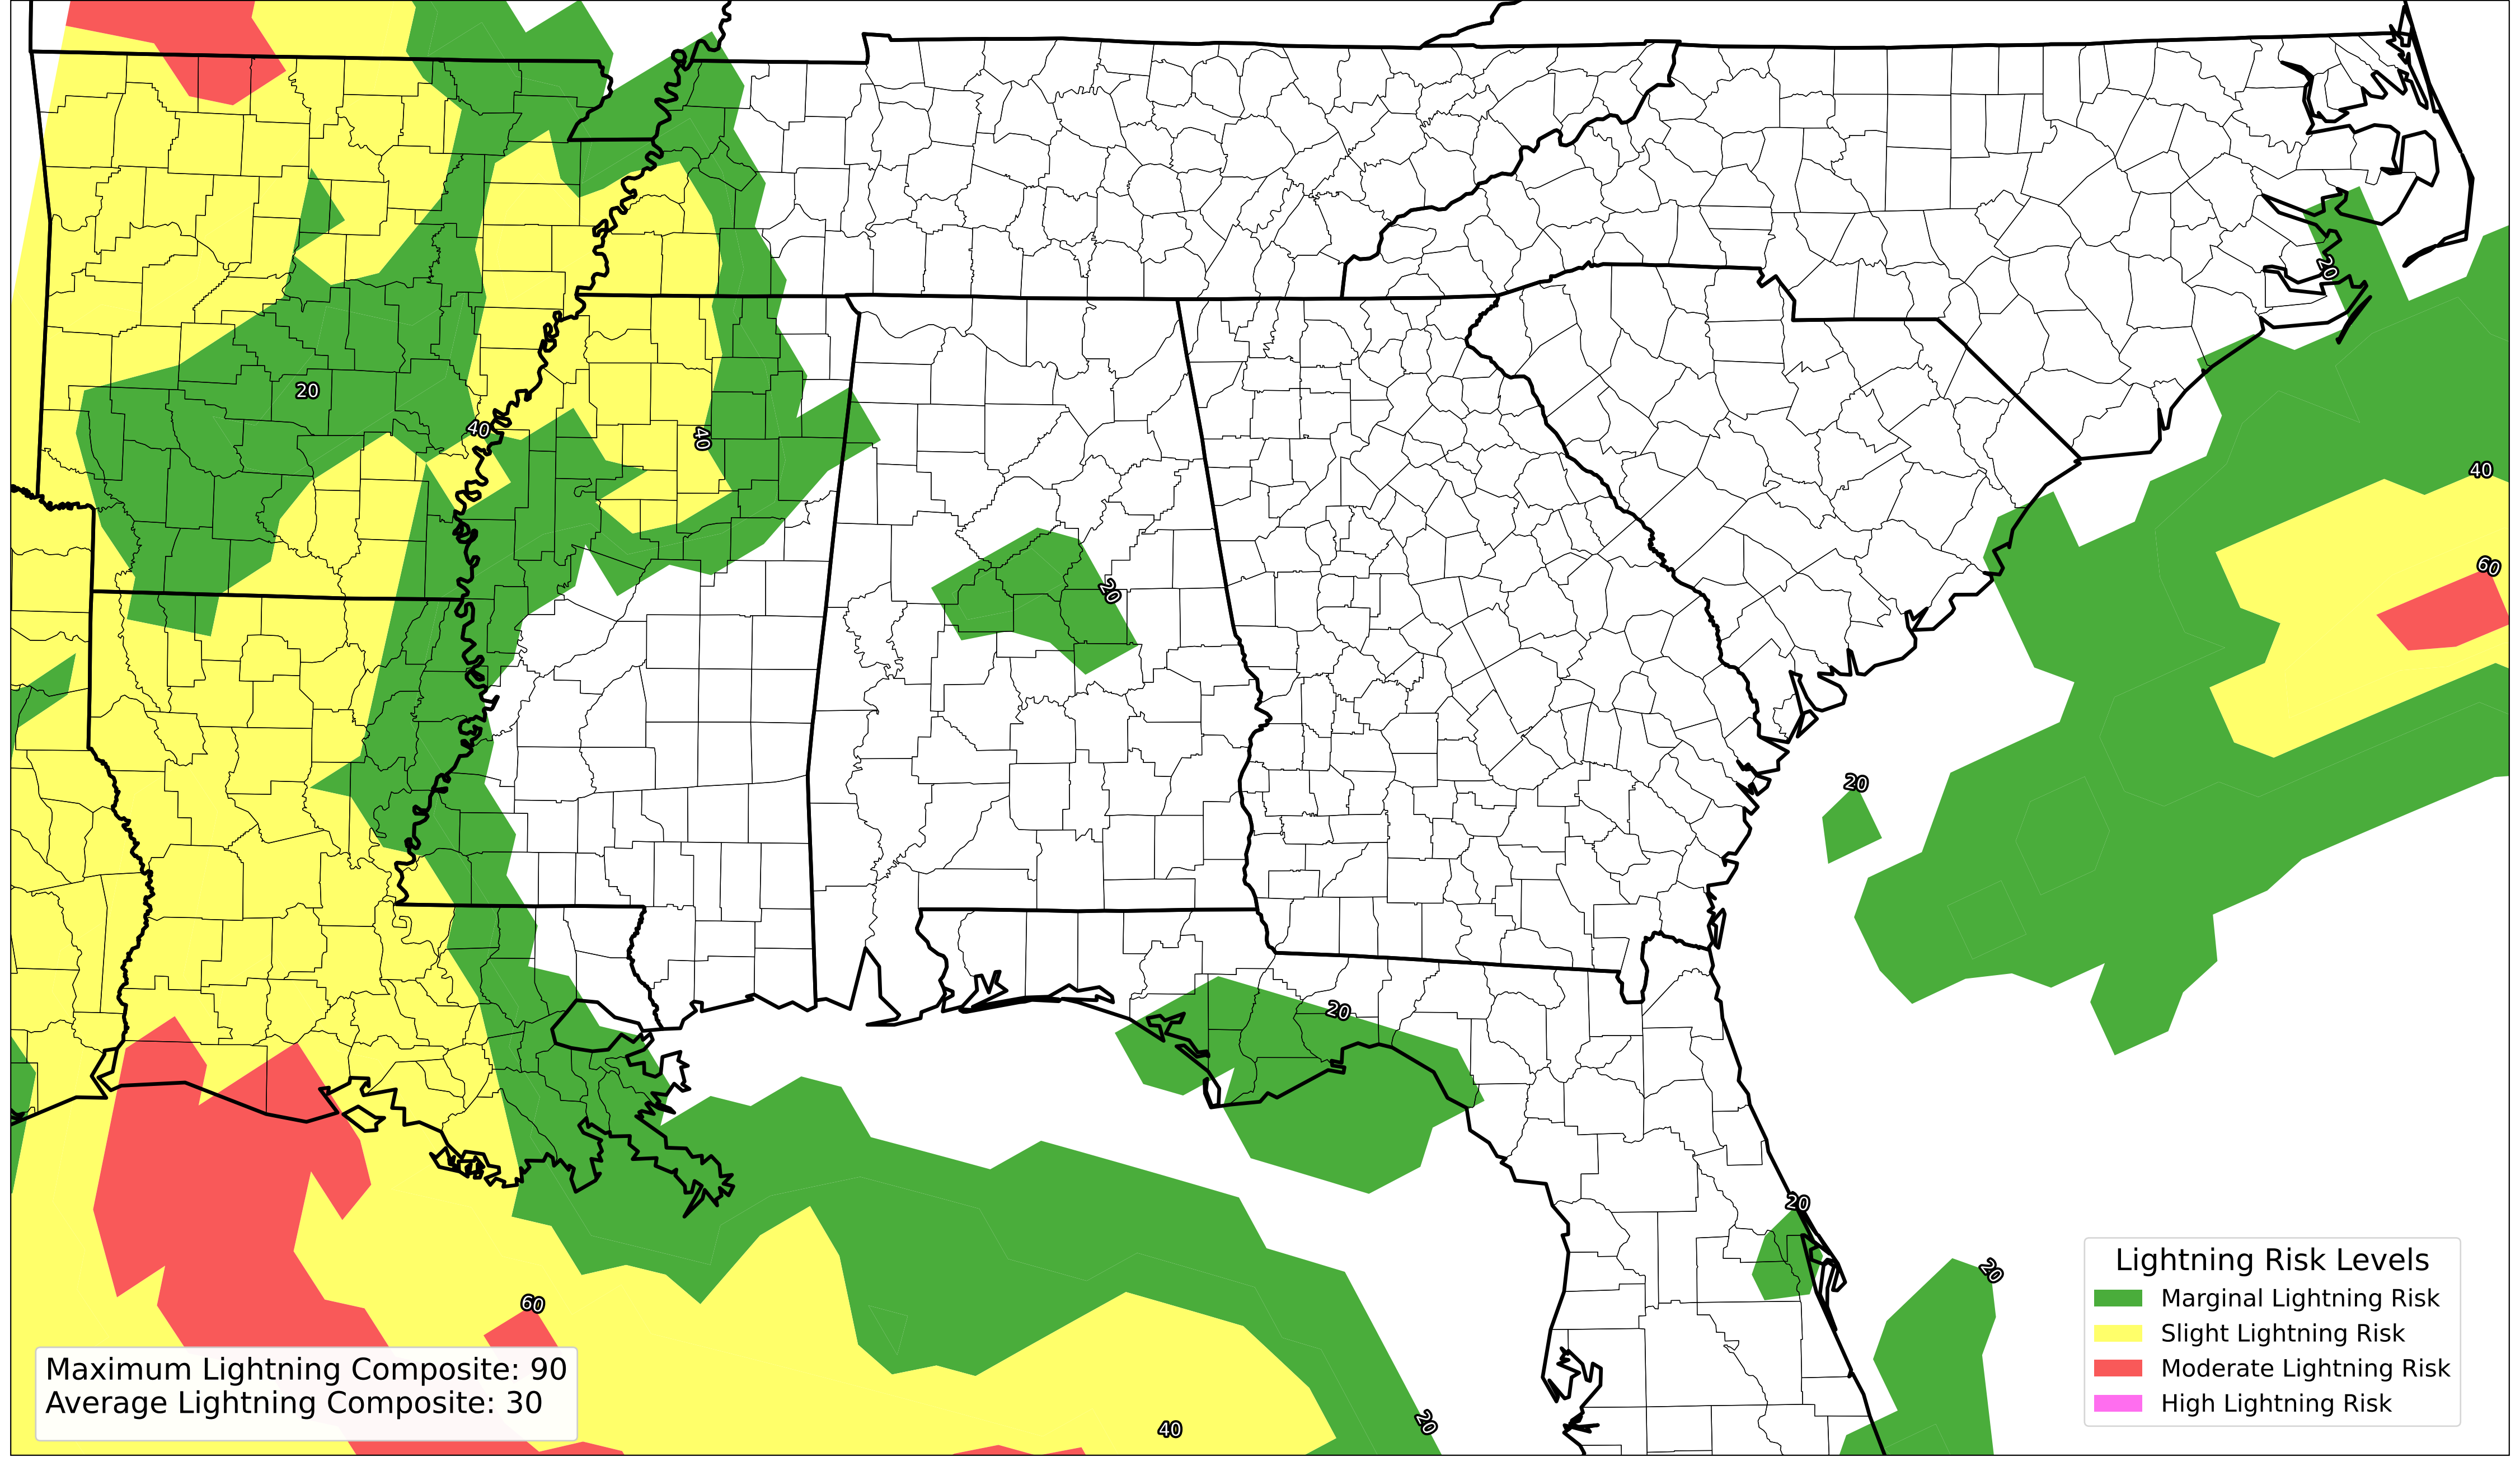 20
40
20
40
60
40
20
20
20
20
20
60
20
40
Lightning Risk Levels
Marginal Lightning Risk
Slight Lightning Risk
Moderate Lightning Risk
High Lightning Risk
Maximum Lightning Composite: 90
Average Lightning Composite: 30
20